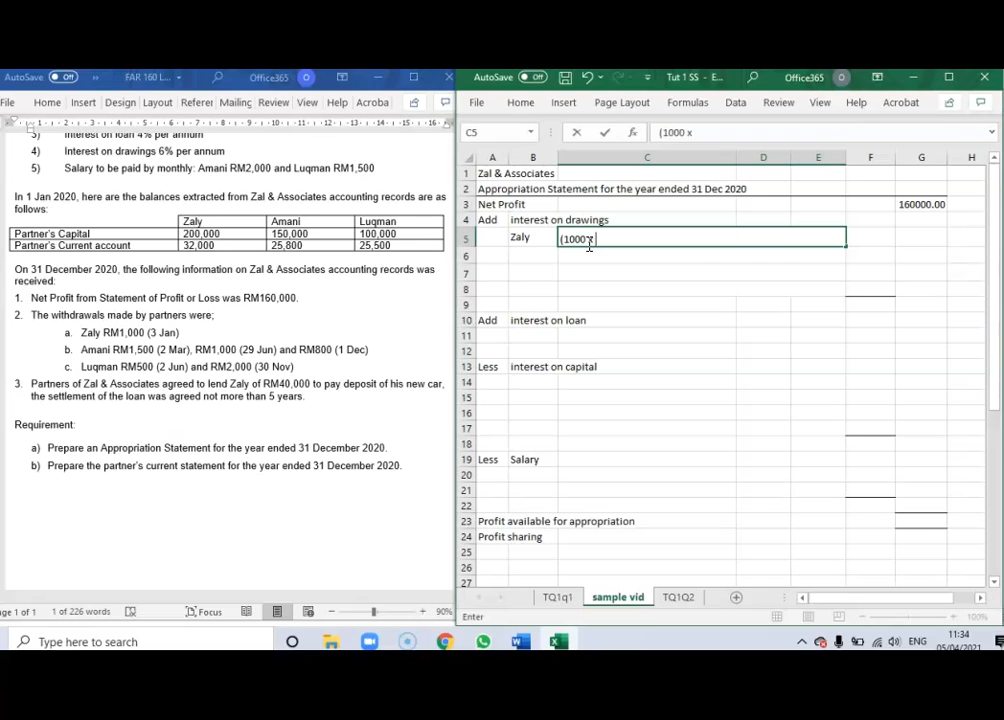 AutoSave Off FAR 160 L... Office365
AutoSave Off Tut 1 SS - E... Office365
File Home Insert Design Layout Referer Mailing Review View Help Acroba
File Home Insert Page Layout Formulas Data Review View Help Acrobat
C5 fx (1000 x
3) Interest on loan 4% per annum
4) Interest on drawings 6% per annum
5) Salary to be paid by monthly: Amani RM2,000 and Luqman RM1,500
In 1 Jan 2020, here are the balances extracted from Zal & Associates accounting records are as
follows:
Zaly Amani Luqman
Partner's Capital 200,000 150,000 100,000
Partner's Current account 32,000 25,800 25,500
On 31 December 2020, the following information on Zal & Associates accounting records was
received:
1. Net Profit from Statement of Profit or Loss was RM160,000.
2. The withdrawals made by partners were;
a. Zaly RM1,000 (3 Jan)
b. Amani RM1,500 (2 Mar), RM1,000 (29 Jun) and RM800 (1 Dec)
c. Luqman RM500 (2 Jun) and RM2,000 (30 Nov)
3. Partners of Zal & Associates agreed to lend Zaly of RM40,000 to pay deposit of his new car,
the settlement of the loan was agreed not more than 5 years.
Requirement:
a) Prepare an Appropriation Statement for the year ended 31 December 2020.
b) Prepare the partner's current statement for the year ended 31 December 2020.
A B C D E F G H
1 Zal & Associates
2 Appropriation Statement for the year ended 31 Dec 2020
3 Net Profit 160000.00
4 Add interest on drawings
5 Zaly (1000 x
6
7
8
9
10 Add interest on loan
11
12
13 Less interest on capital
14
15
16
17
18
19 Less Salary
20
21
22
23 Profit available for appropriation
24 Profit sharing
25
26
27
TQ1q1 sample vid TQ1Q2
age 1 of 1 1 of 226 words Focus 90%
Enter 100%
Type here to search
ENG 11:34
05/04/2021